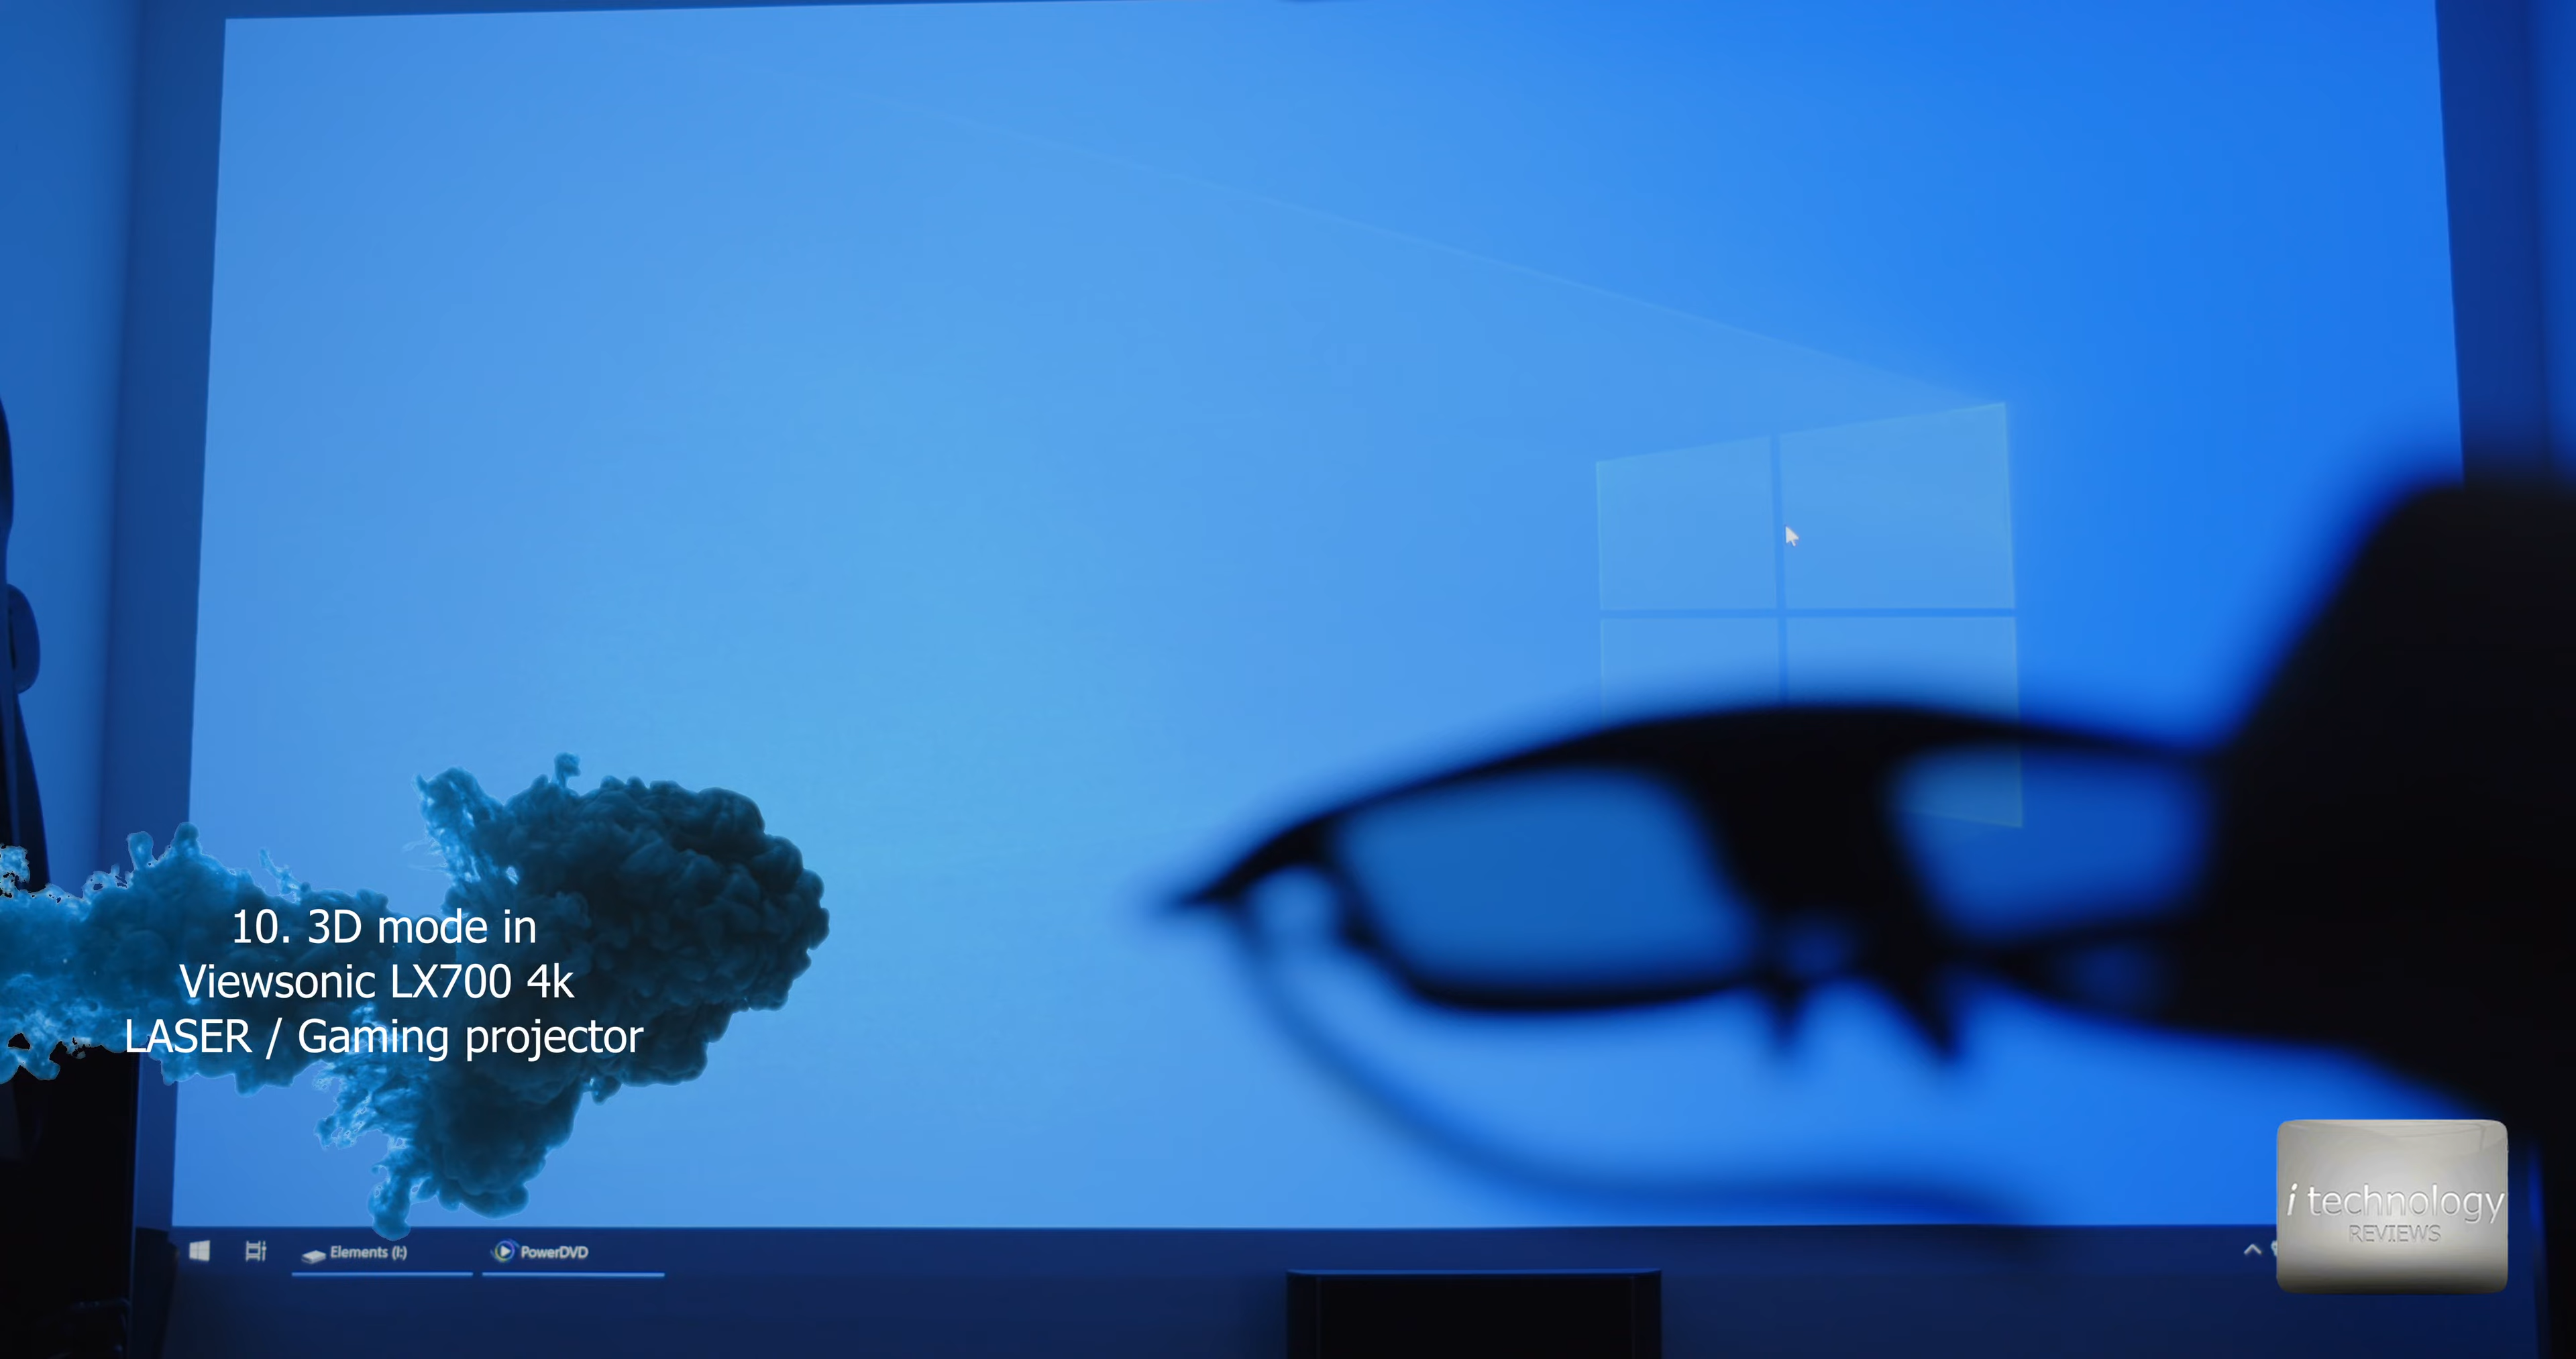 10. 3D mode in
Viewsonic LX700 4k
LASER / Gaming projector
Elements (I:)
PowerDVD
i technology
REVIEWS